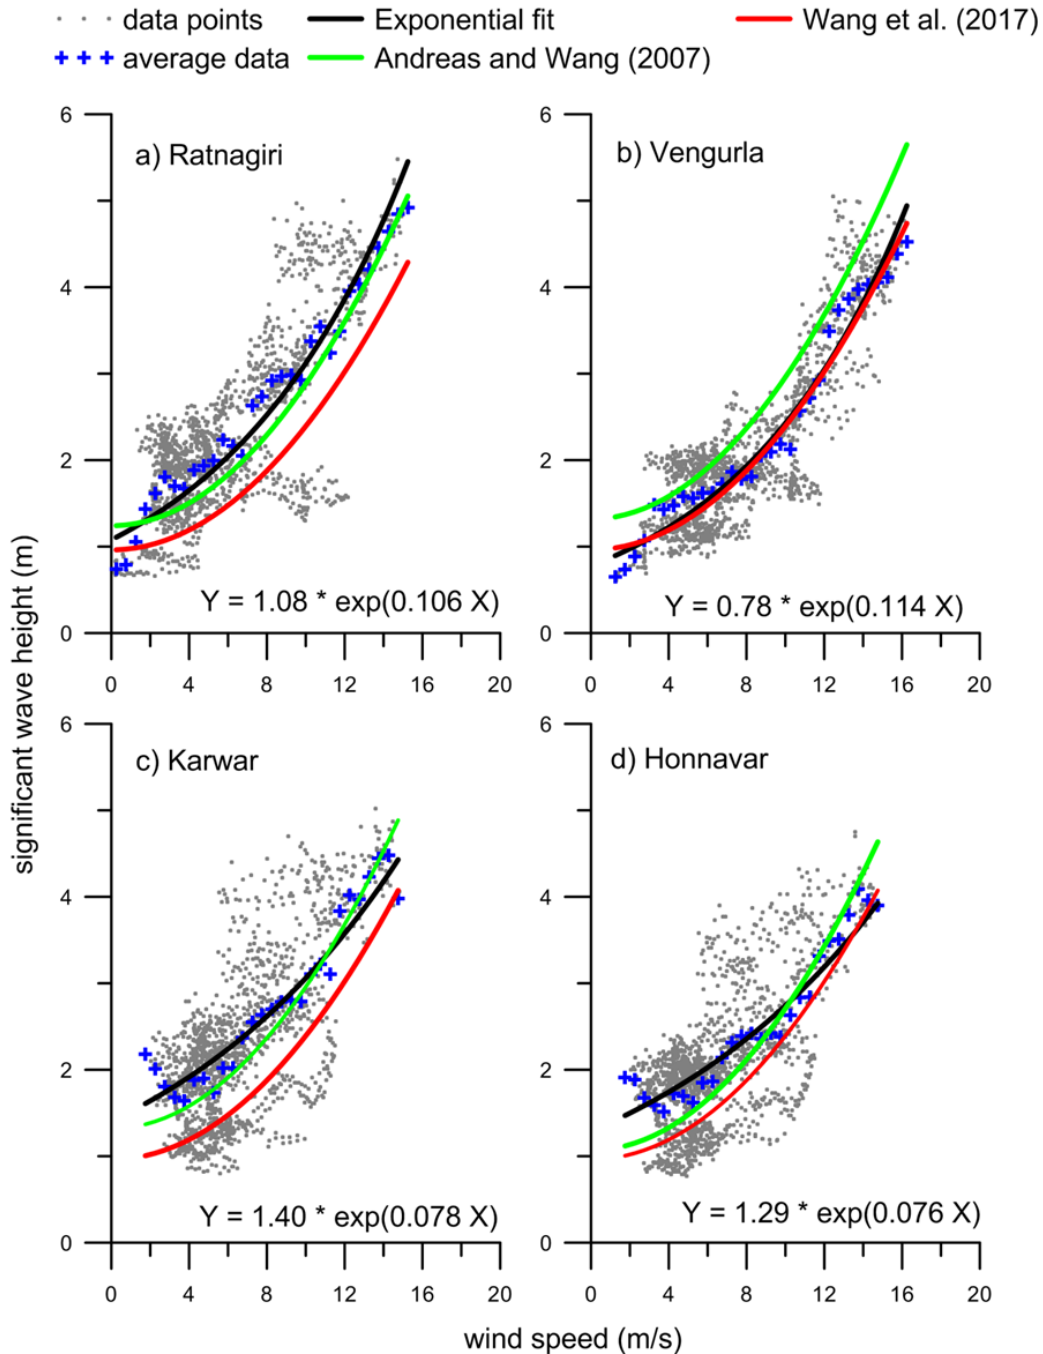 data points Exponential fit Wang et al. (2017)
average data Andreas and Wang (2007)
a) Ratnagiri
b) Vengurla
6
4
2
0
Y = 1.08 * exp(0.106 X)
0 4 8 12 16 20
6
4
2
0
Y = 0.78 * exp(0.114 X)
0 4 8 12 16 20
significant wave height (m)
c) Karwar
d) Honnavar
6
4
2
0
Y = 1.40 * exp(0.078 X)
0 4 8 12 16 20
6
4
2
0
Y = 1.29 * exp(0.076 X)
0 4 8 12 16 20
wind speed (m/s)